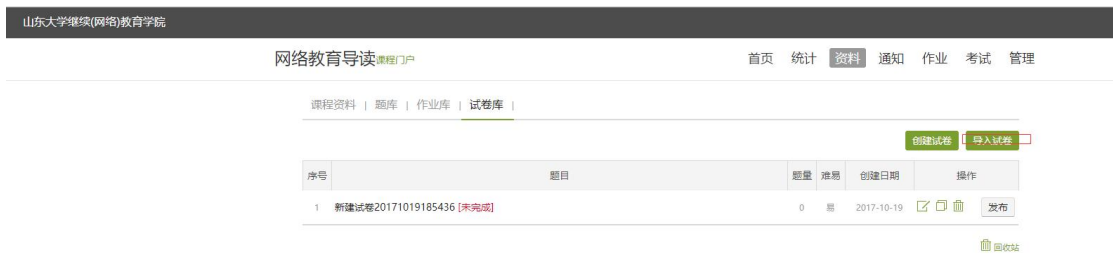 山东大学继续(网络)教育学院
网络教育导读课程门户 首页 统计 资料 通知 作业 考试 管理
课程资料 | 题库 | 作业库 | 试卷库 |
创建试卷 导入试卷
序号 题目 题量 难易 创建日期 操作
1 新建试卷20171019185436 [未完成] 0 易 2017-10-19 发布
回收站